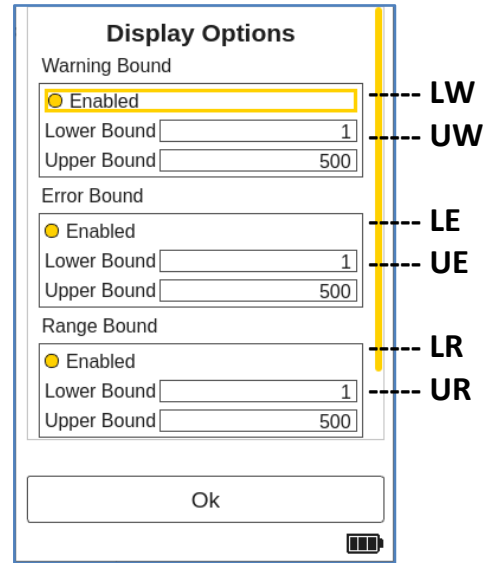 Display Options
Warning Bound
Enabled
----- LW
Lower Bound 1
----- UW
Upper Bound 500
Error Bound
----- LE
Enabled
Lower Bound 1
----- UE
Upper Bound 500
Range Bound
----- LR
Enabled
Lower Bound 1
----- UR
Upper Bound 500
Ok